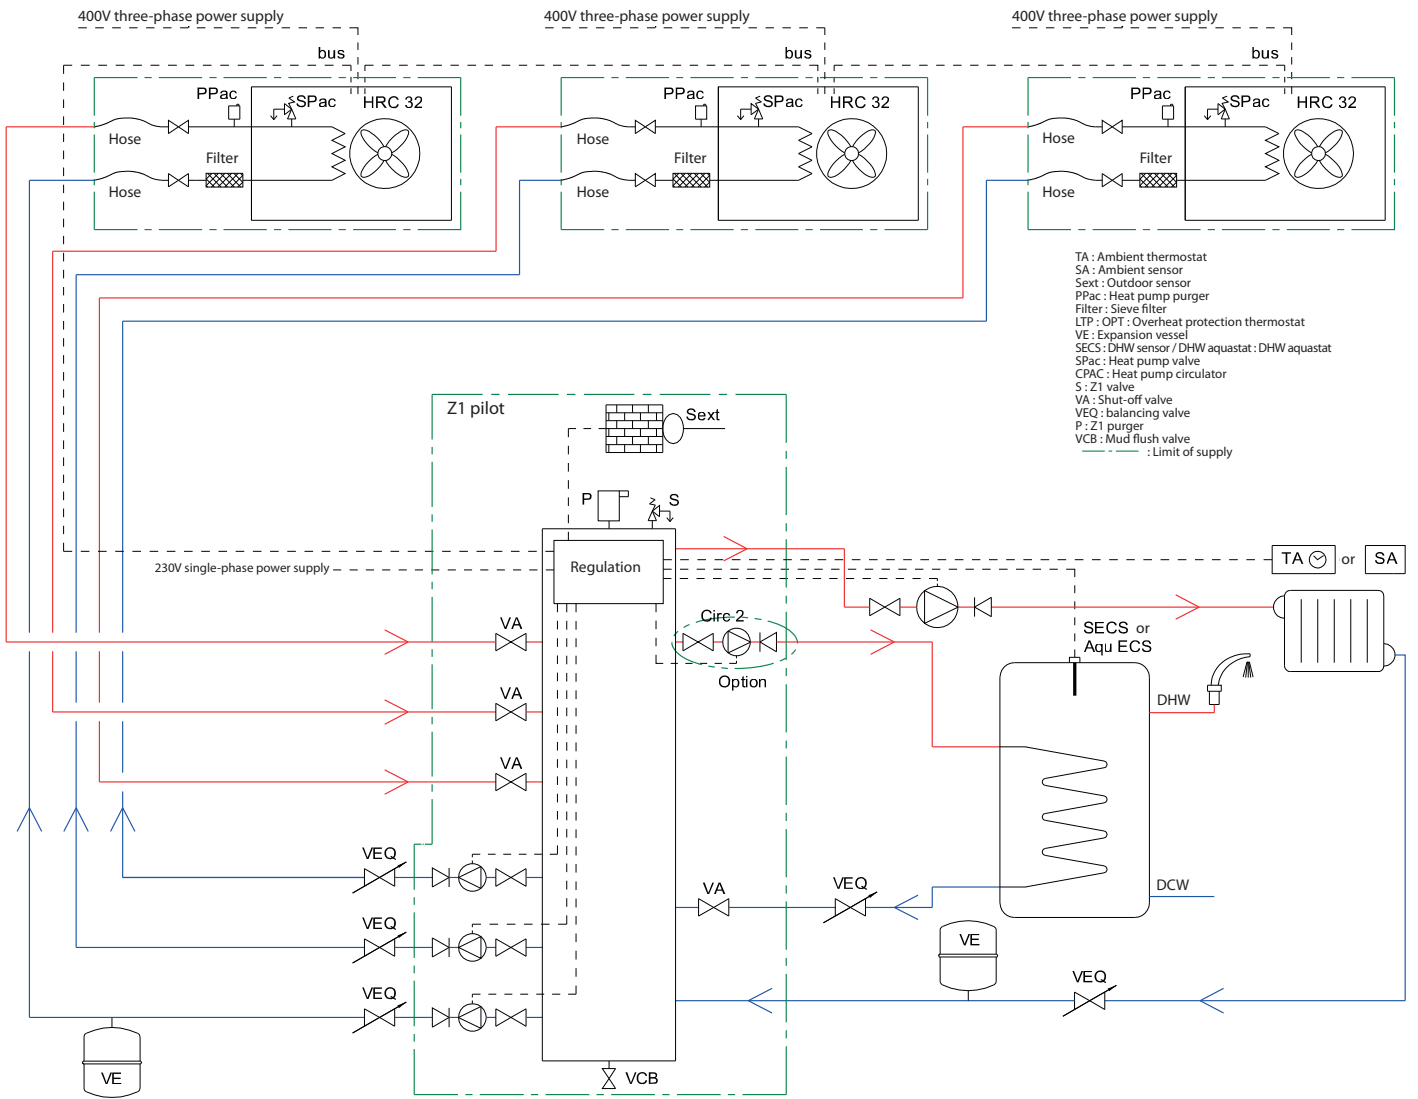 400V three-phase power supply
400V three-phase power supply
400V three-phase power supply
bus
bus
bus
PPac
SPac
HRC 32
Hose
Filter
Hose
PPac
SPac
HRC 32
Hose
Filter
Hose
PPac
SPac
HRC 32
Hose
Filter
Hose
TA : Ambient thermostat
SA : Ambient sensor
Sext : Outdoor sensor
PPac : Heat pump purger
Filter : Sieve filter
LTP : OPT : Overheat protection thermostat
VE : Expansion vessel
SECS : DHW sensor / DHW aquastat : DHW aquastat
SPac : Heat pump valve
CPAC : Heat pump circulator
S : Z1 valve
VA : Shut-off valve
VEQ : balancing valve
P : Z1 purger
VCB : Mud flush valve
: Limit of supply
Z1 pilot
Sext
P
S
230V single-phase power supply
Regulation
TA
or
SA
VA
Circ 2
Option
SECS or
Aqu ECS
VA
DHW
VA
VEQ
VEQ
VA
VEQ
DCW
VEQ
VE
VEQ
VEQ
VE
VCB